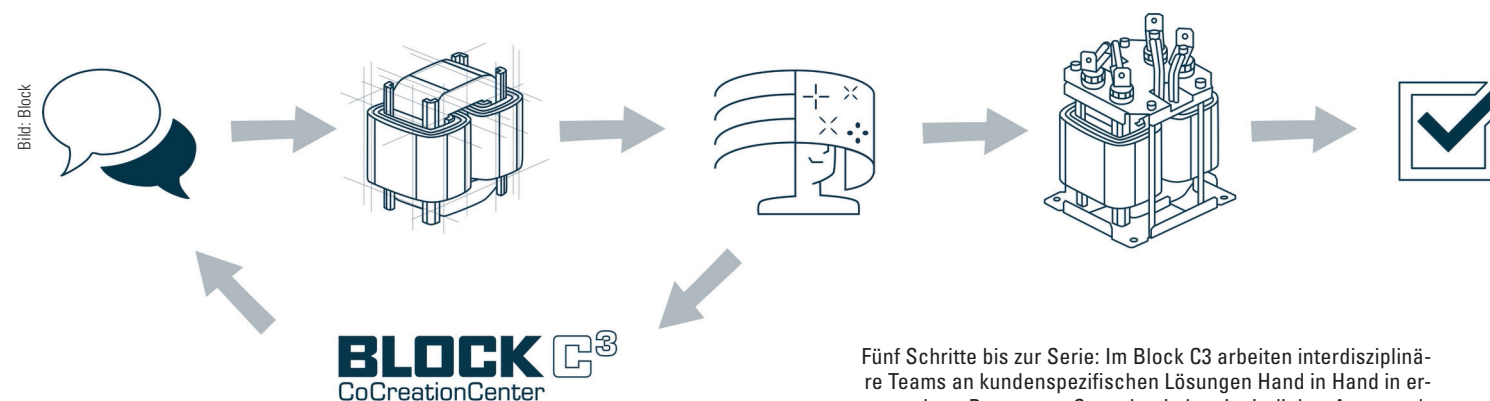 Bild: Block
BLOCK C3
CoCreationCenter
Fünf Schritte bis zur Serie: Im Block C3 arbeiten interdisziplinä-
re Teams an kundenspezifischen Lösungen Hand in Hand in er-